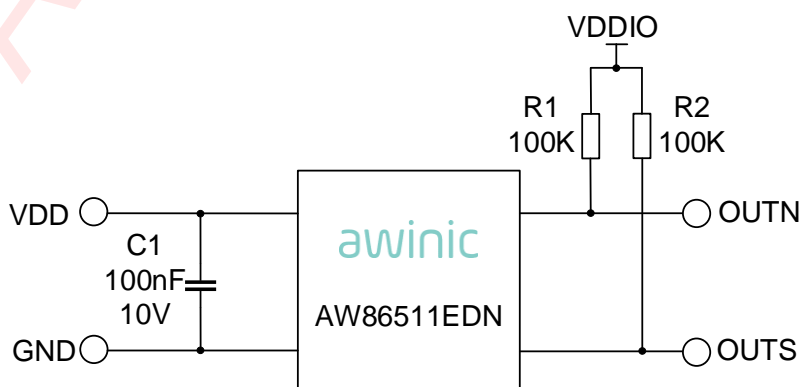 VDDIO
R1
100K
R2
100K
VDD
C1
100nF
10V
GND
awinic
AW86511EDN
OUTN
OUTS